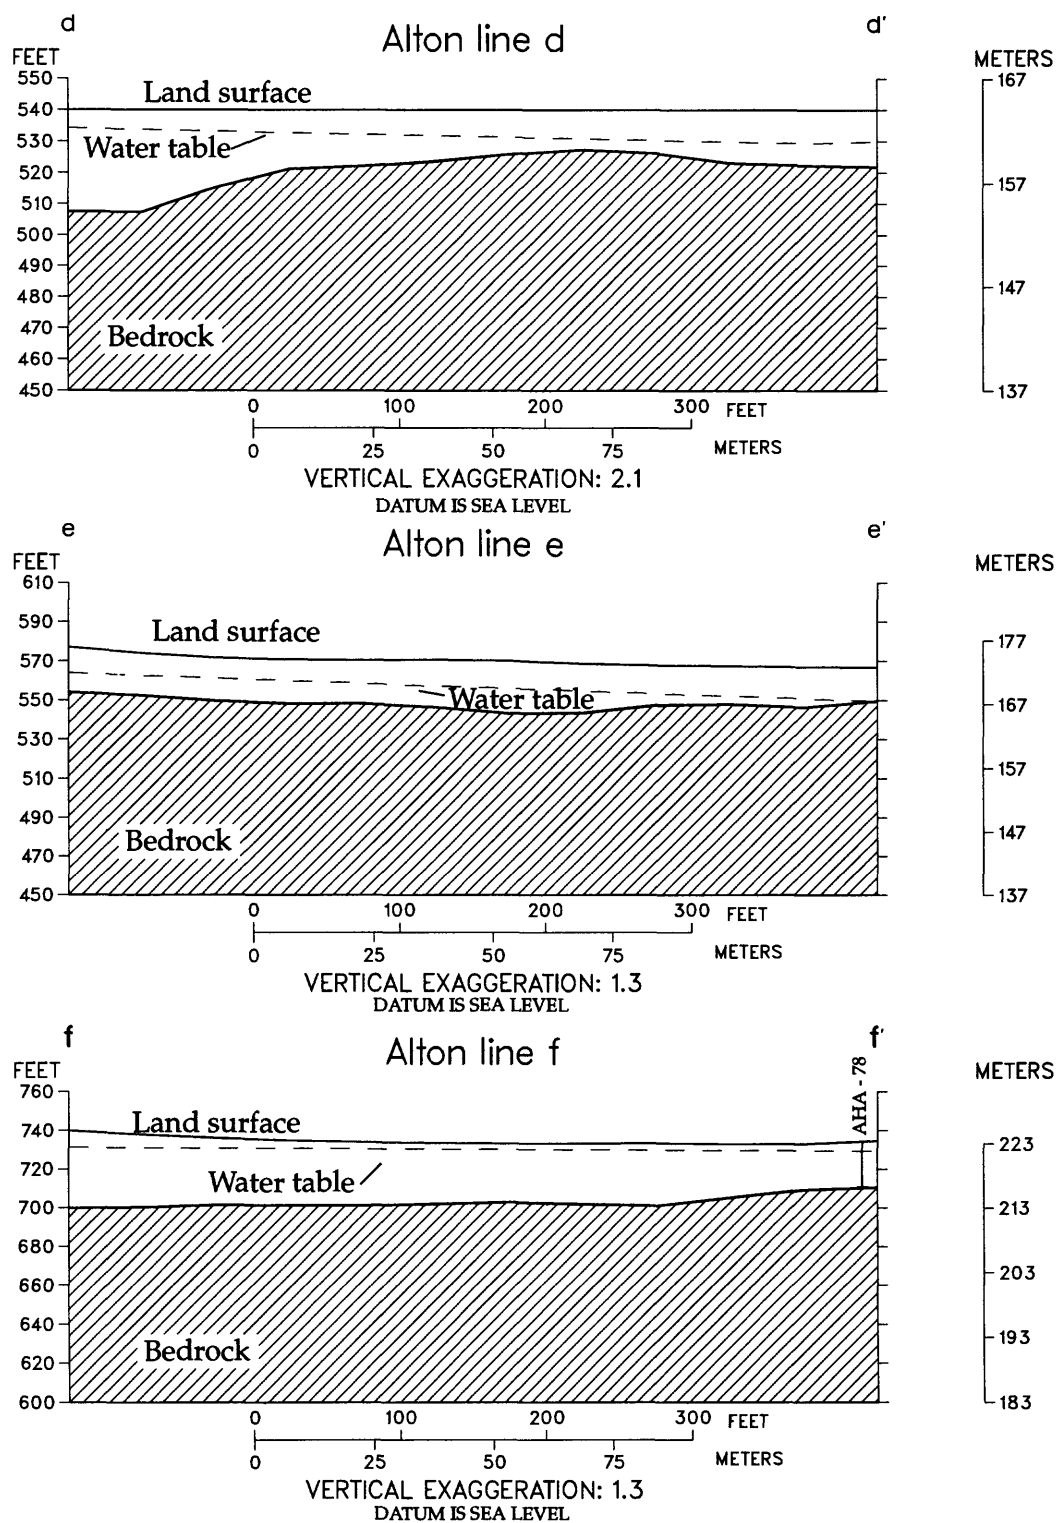 d Alton line d d'
FEET METERS
550 167
Land surface
540
530
Water table
520 157
510
500
490 147
480
470
Bedrock
460
450 137
0 100 200 300 FEET
0 25 50 75 METERS
VERTICAL EXAGGERATION: 2.1
DATUM IS SEA LEVEL
e Alton line e e'
FEET METERS
610
590
Land surface 177
570
550 Water table 167
530
510 157
490
Bedrock 147
470
450 137
0 100 200 300 FEET
0 25 50 75 METERS
VERTICAL EXAGGERATION: 1.3
DATUM IS SEA LEVEL
f Alton line f f'
FEET METERS
760
AHA - 78
Land surface
740 223
720
Water table
700 213
680
660 203
640 193
620
Bedrock
600 183
0 100 200 300 FEET
0 25 50 75 METERS
VERTICAL EXAGGERATION: 1.3
DATUM IS SEA LEVEL